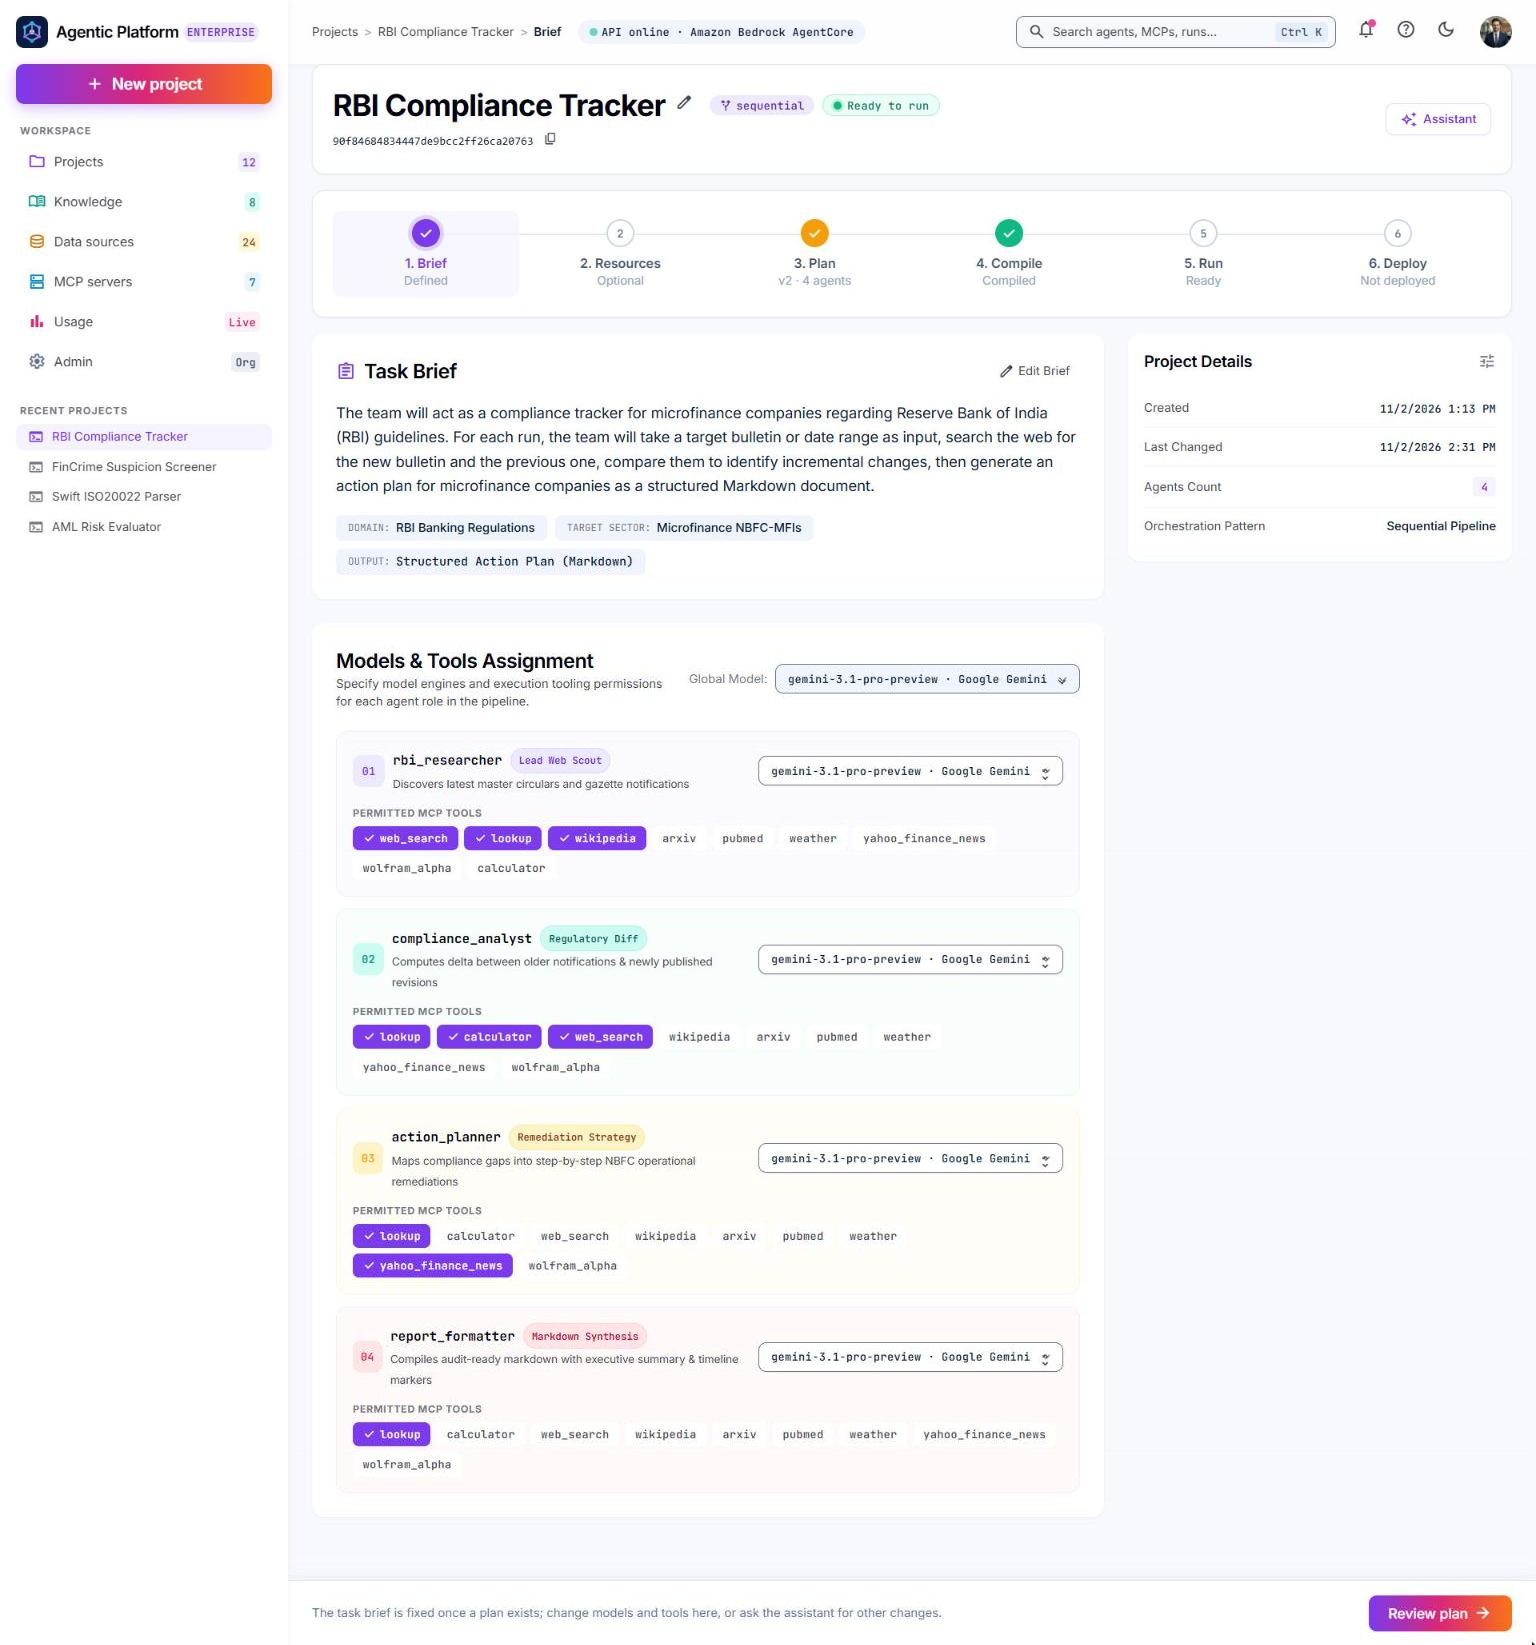 Agentic Platform ENTERPRISE
New project
WORKSPACE
Projects 12
Knowledge 8
Data sources 24
MCP servers 7
Usage Live
Admin Org
RECENT PROJECTS
RBI Compliance Tracker
FinCrime Suspicion Screener
Swift ISO20022 Parser
AML Risk Evaluator
Projects > RBI Compliance Tracker > Brief
API online · Amazon Bedrock AgentCore
Search agents, MCPs, runs... Ctrl K
RBI Compliance Tracker
sequential
Ready to run
90f84684834447de9bcc2ff26ca20763
Assistant
1. Brief
Defined
2
2. Resources
Optional
3. Plan
v2 · 4 agents
4. Compile
Compiled
5
5. Run
Ready
6
6. Deploy
Not deployed
Task Brief
Edit Brief
The team will act as a compliance tracker for microfinance companies regarding Reserve Bank of India
(RBI) guidelines. For each run, the team will take a target bulletin or date range as input, search the web for
the new bulletin and the previous one, compare them to identify incremental changes, then generate an
action plan for microfinance companies as a structured Markdown document.
DOMAIN: RBI Banking Regulations
TARGET SECTOR: Microfinance NBFC-MFIs
OUTPUT: Structured Action Plan (Markdown)
Project Details
Created 11/2/2026 1:13 PM
Last Changed 11/2/2026 2:31 PM
Agents Count 4
Orchestration Pattern Sequential Pipeline
Models & Tools Assignment
Specify model engines and execution tooling permissions
for each agent role in the pipeline.
Global Model: gemini-3.1-pro-preview · Google Gemini
01
rbi_researcher Lead Web Scout
Discovers latest master circulars and gazette notifications
gemini-3.1-pro-preview · Google Gemini
PERMITTED MCP TOOLS
web_search lookup wikipedia arxiv pubmed weather yahoo_finance_news
wolfram_alpha calculator
02
compliance_analyst Regulatory Diff
Computes delta between older notifications & newly published
revisions
gemini-3.1-pro-preview · Google Gemini
PERMITTED MCP TOOLS
lookup calculator web_search wikipedia arxiv pubmed weather
yahoo_finance_news wolfram_alpha
03
action_planner Remediation Strategy
Maps compliance gaps into step-by-step NBFC operational
remediations
gemini-3.1-pro-preview · Google Gemini
PERMITTED MCP TOOLS
lookup calculator web_search wikipedia arxiv pubmed weather
yahoo_finance_news wolfram_alpha
04
report_formatter Markdown Synthesis
Compiles audit-ready markdown with executive summary & timeline
markers
gemini-3.1-pro-preview · Google Gemini
PERMITTED MCP TOOLS
lookup calculator web_search wikipedia arxiv pubmed weather yahoo_finance_news
wolfram_alpha
The task brief is fixed once a plan exists; change models and tools here, or ask the assistant for other changes.
Review plan